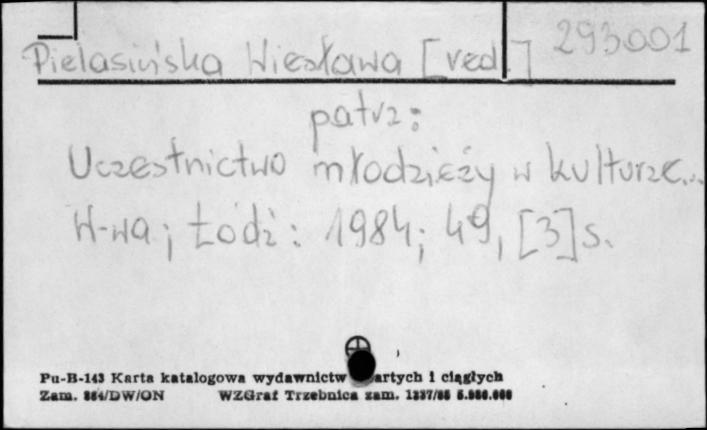 Pielasińska Wiesława [red.] 293001
patrz:
Uczestnictwo młodzieży w kulturze...
W-wa; Łódź: 1984; 49, [3] s.
Pu-B-143 Karta katalogowa wydawnictw artych i ciągłych
Zam. 864/DW/ON WZGraf Trzebnica zam.